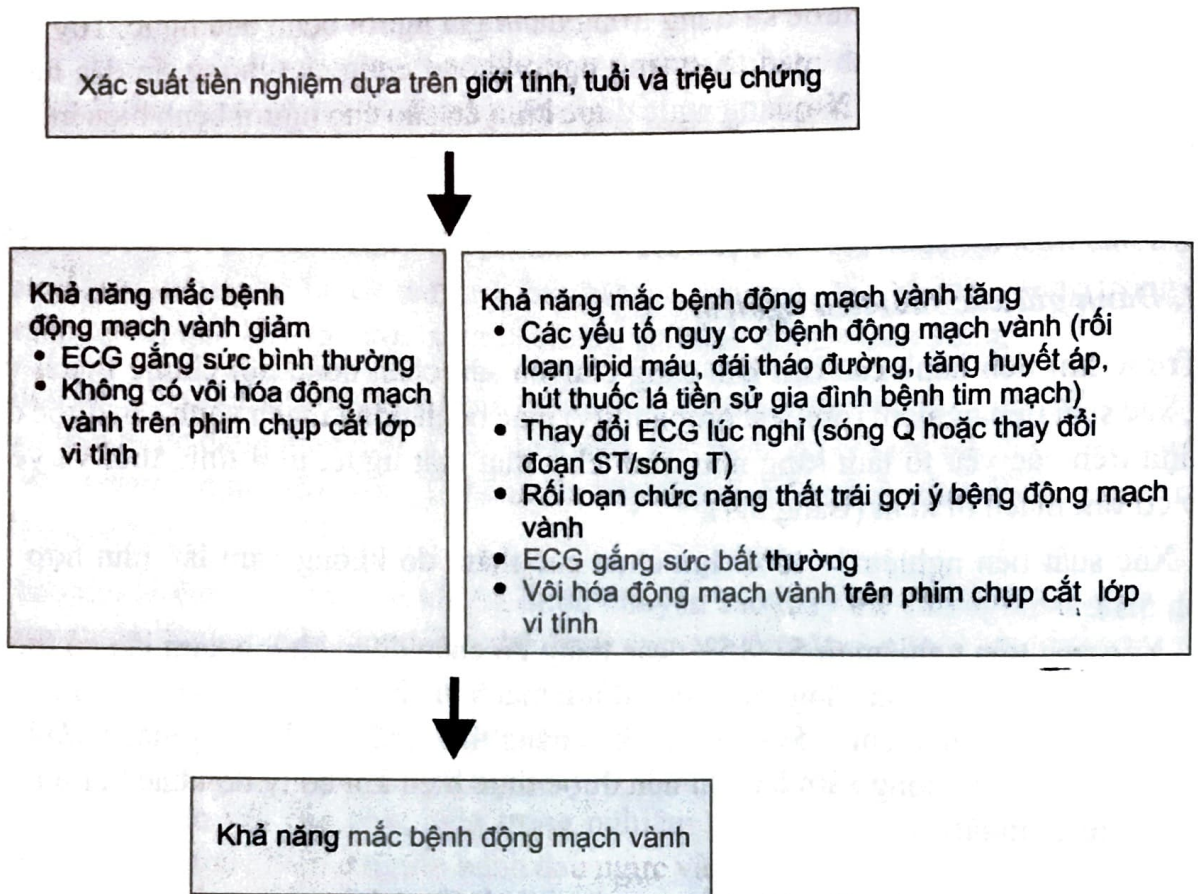 Xác suất tiền nghiệm dựa trên giới tính, tuổi và triệu chứng
Khả năng mắc bệnh
động mạch vành giảm
• ECG gắng sức bình thường
• Không có vôi hóa động mạch
vành trên phim chụp cắt lớp
vi tính
Khả năng mắc bệnh động mạch vành tăng
• Các yếu tố nguy cơ bệnh động mạch vành (rối
loạn lipid máu, đái tháo đường, tăng huyết áp,
hút thuốc lá tiền sử gia đình bệnh tim mạch)
• Thay đổi ECG lúc nghỉ (sóng Q hoặc thay đổi
đoạn ST/sóng T)
• Rối loạn chức năng thất trái gợi ý bệng động mạch
vành
• ECG gắng sức bất thường
• Vôi hóa động mạch vành trên phim chụp cắt lớp
vi tính
Khả năng mắc bệnh động mạch vành